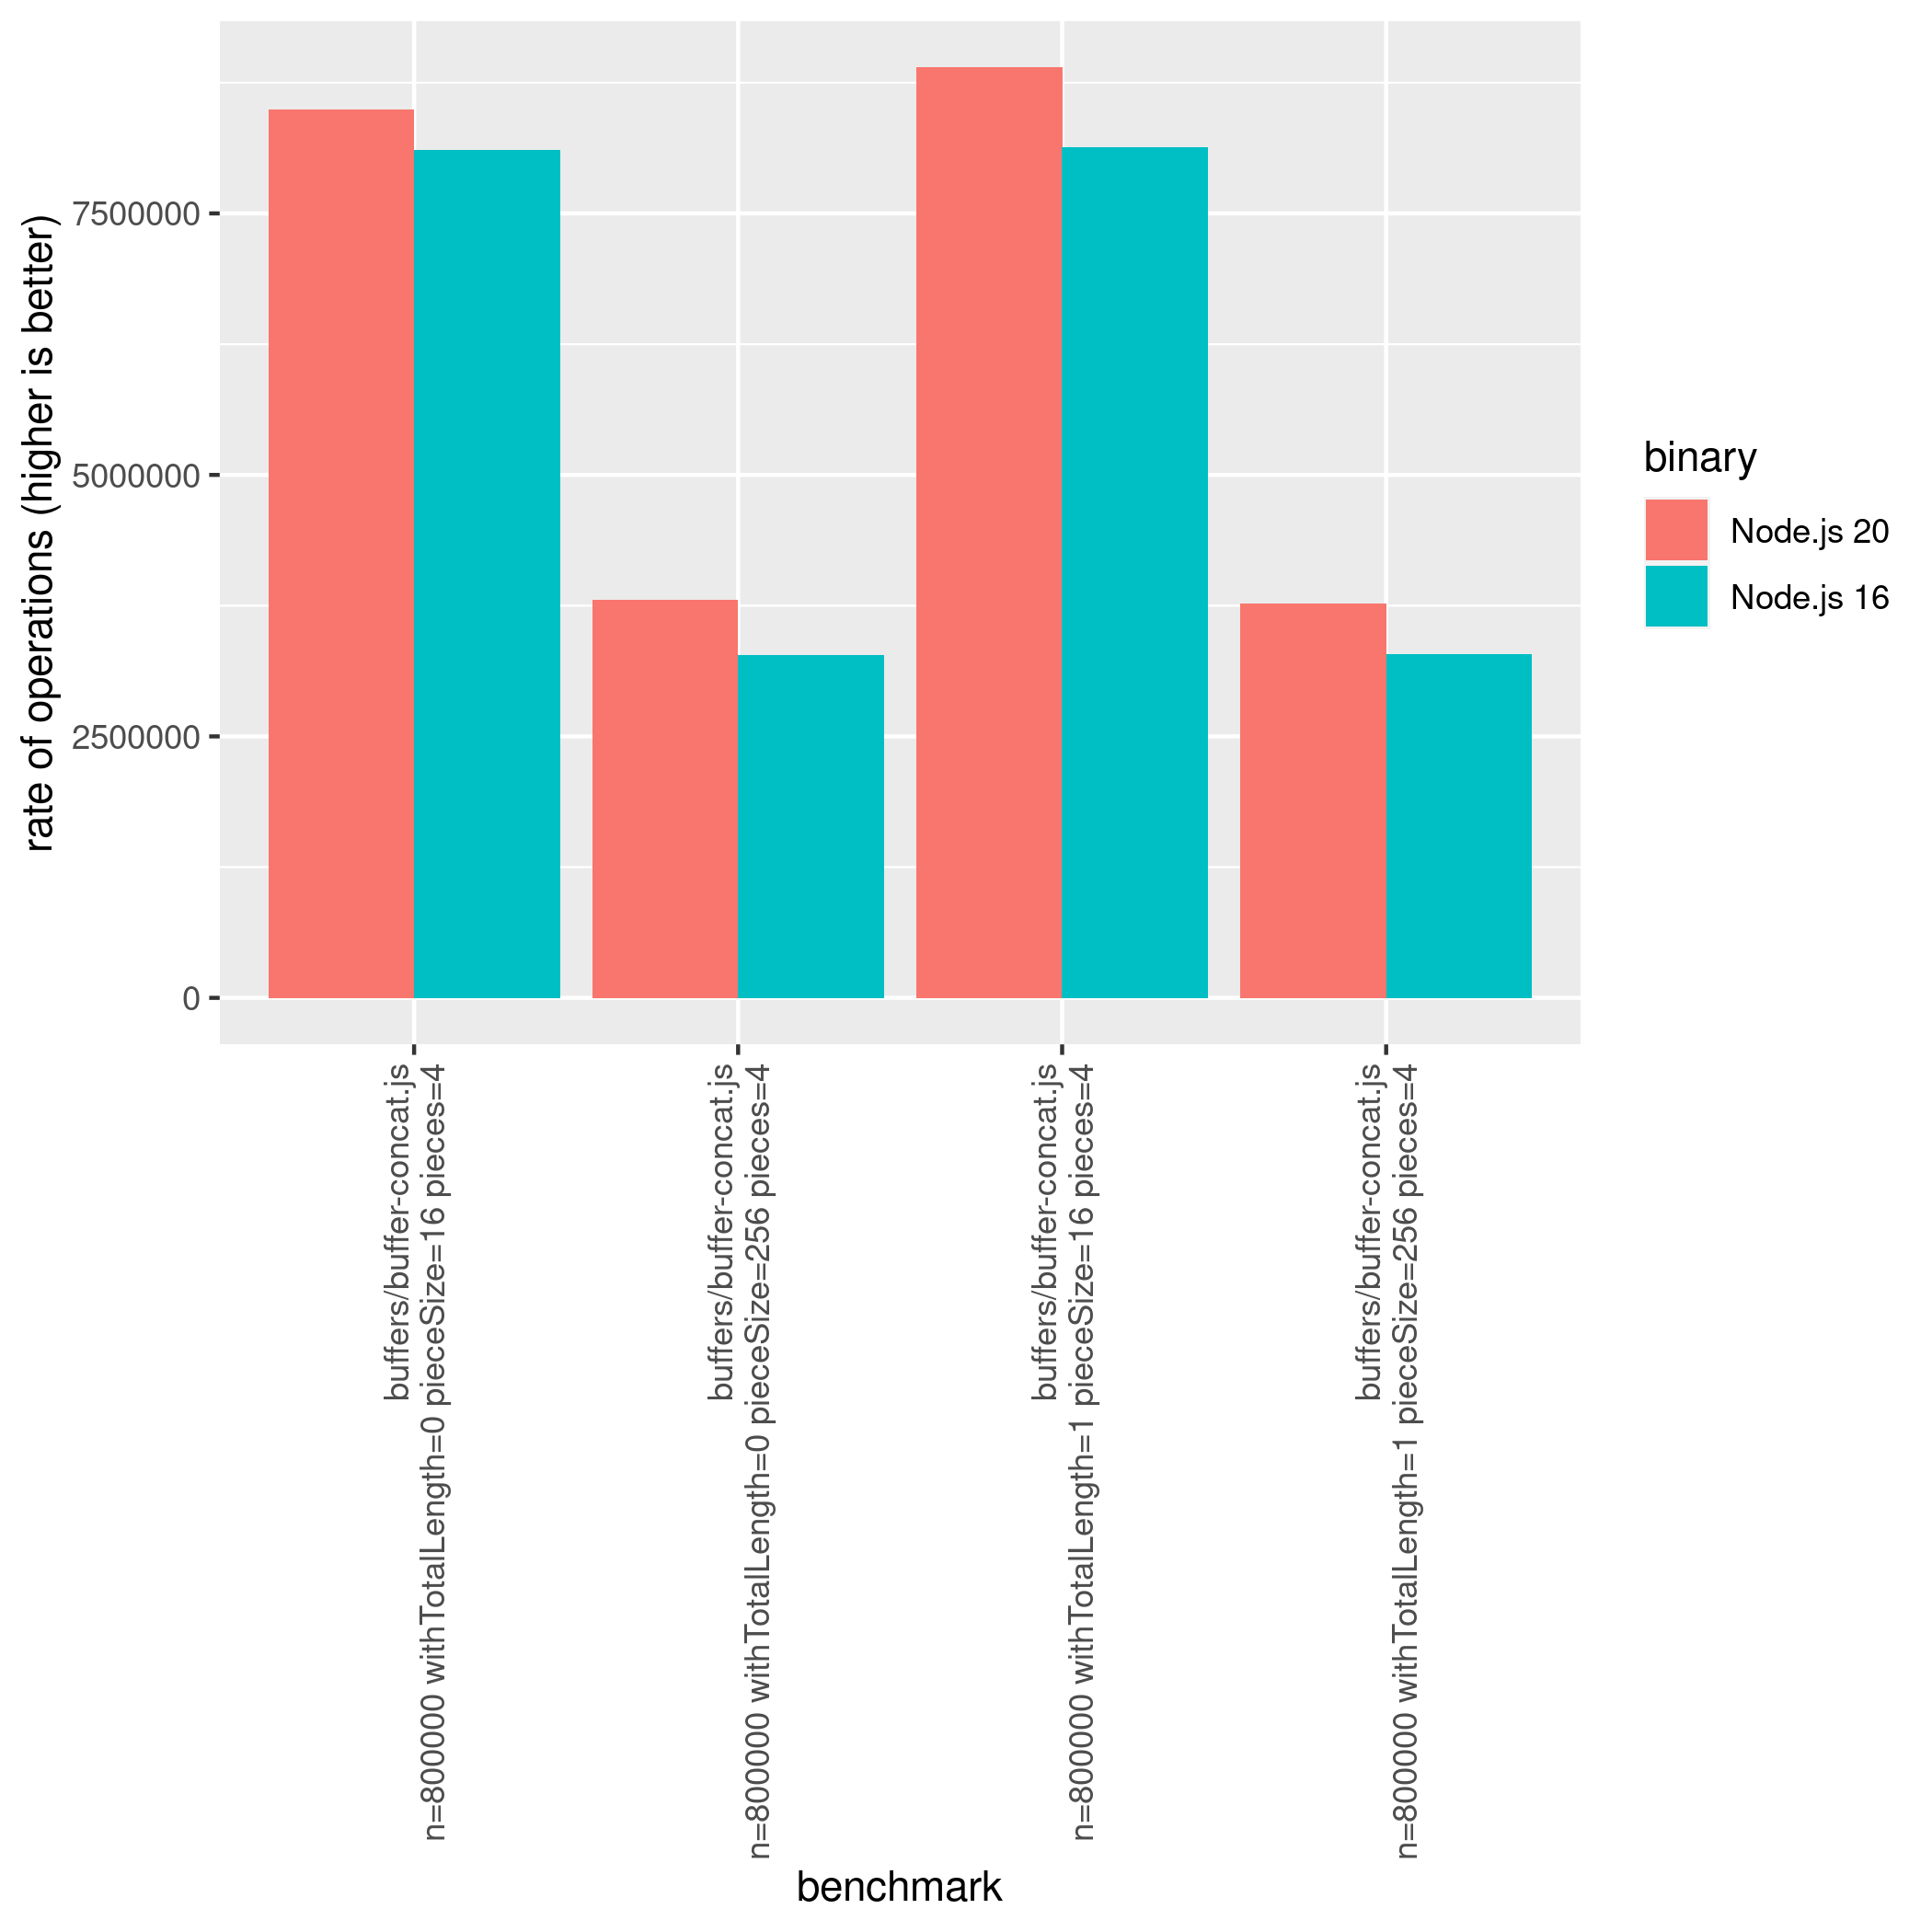 rate of operations (higher is better)
7500000
5000000
2500000
0
buffers/buffer-concat.js
n=800000 withTotalLength=0 pieceSize=16 pieces=4
buffers/buffer-concat.js
n=800000 withTotalLength=0 pieceSize=256 pieces=4
buffers/buffer-concat.js
n=800000 withTotalLength=1 pieceSize=16 pieces=4
buffers/buffer-concat.js
n=800000 withTotalLength=1 pieceSize=256 pieces=4
benchmark
binary
Node.js 20
Node.js 16